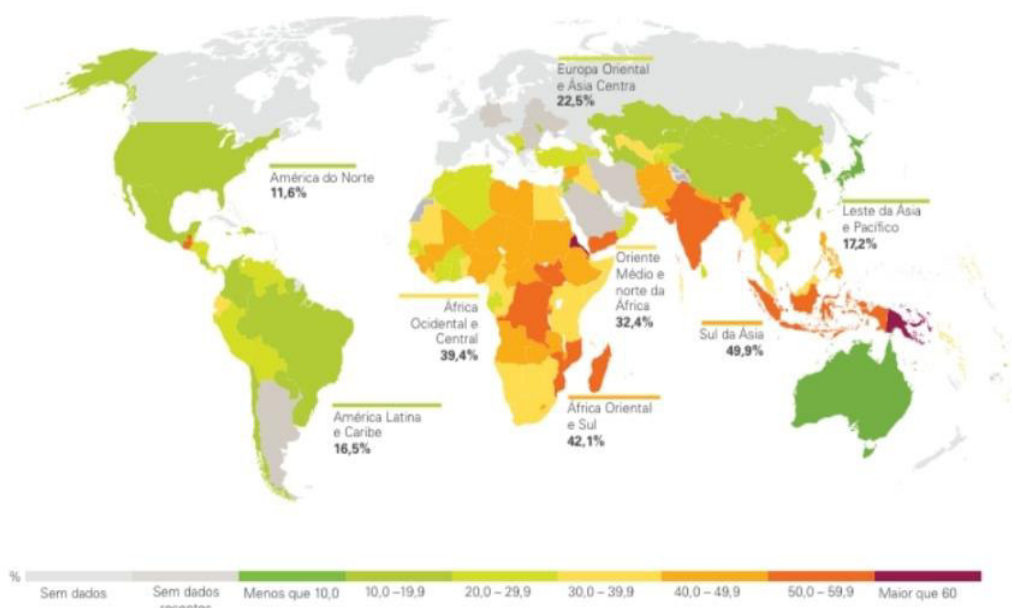 Europa Oriental
e Ásia Centra
22,5%
América do Norte
11,6%
Leste da Ásia
e Pacífico
17,2%
Oriente
Médio e
norte da
África
32,4%
África
Ocidental e
Central
39,4%
Sul da Ásia
49,9%
África Oriental
e Sul
42,1%
América Latina
e Caribe
16,5%
% Sem dados Sem dados Menos que 10,0 10,0 –19,9 20,0 – 29,9 30,0 – 39,9 40,0 – 49,9 50,0 – 59,9 Maior que 60
recentes